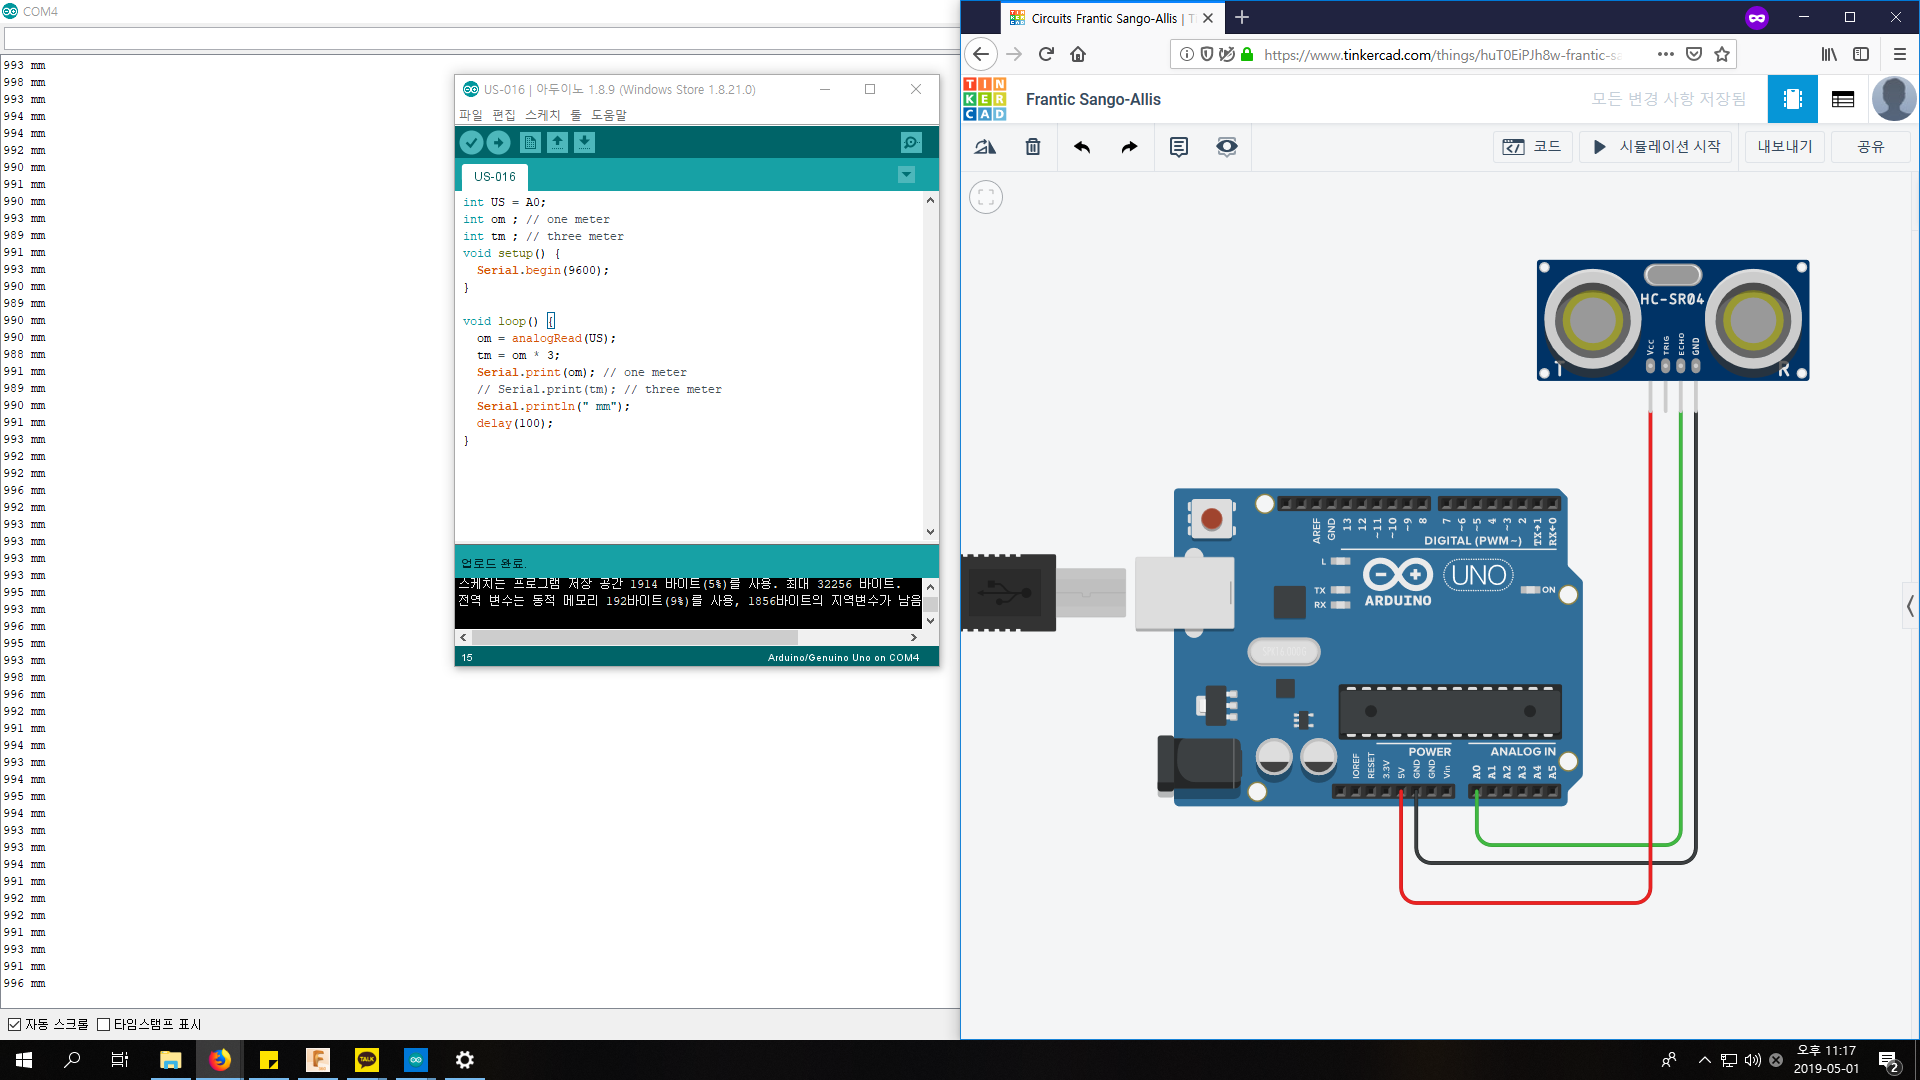 COM4
993 mm
998 mm
993 mm
994 mm
994 mm
992 mm
990 mm
991 mm
990 mm
993 mm
989 mm
991 mm
993 mm
990 mm
989 mm
990 mm
990 mm
988 mm
991 mm
989 mm
990 mm
991 mm
993 mm
992 mm
992 mm
996 mm
992 mm
993 mm
993 mm
993 mm
993 mm
995 mm
993 mm
996 mm
995 mm
993 mm
998 mm
996 mm
992 mm
991 mm
994 mm
993 mm
994 mm
995 mm
994 mm
993 mm
993 mm
994 mm
991 mm
992 mm
992 mm
991 mm
993 mm
991 mm
996 mm
자동 스크롤 타임스탬프 표시
US-016 | 아두이노 1.8.9 (Windows Store 1.8.21.0)
파일 편집 스케치 툴 도움말
US-016
int US = A0;
int om ; // one meter
int tm ; // three meter
void setup() {
Serial.begin(9600);
}
void loop() {
om = analogRead(US);
tm = om * 3;
Serial.print(om); // one meter
// Serial.print(tm); // three meter
Serial.println(" mm");
delay(100);
}
업로드 완료.
스케치는 프로그램 저장 공간 1914 바이트(5%)를 사용. 최대 32256 바이트.
전역 변수는 동적 메모리 192바이트(9%)를 사용, 1856바이트의 지역변수가 남음
15
Arduino/Genuino Uno on COM4
Circuits Frantic Sango-Allis | T
https://www.tinkercad.com/things/huT0EiPJh8w-frantic-sa
TIN
KER
CAD
Frantic Sango-Allis
모든 변경 사항 저장됨
코드
시뮬레이션 시작
내보내기
공유
HC-SR04
VCC
TRIG
ECHO
GND
T
R
AREF
GND
13
12
~11
~10
~9
8
7
~6
~5
4
~3
2
TX→1
RX←0
DIGITAL (PWM~)
L
TX
RX
ARDUINO
UNO
ON
POWER
ANALOG IN
IOREF
RESET
3.3V
5V
GND
GND
Vin
A0
A1
A2
A3
A4
A5
TALK
F
오후 11:17
2019-05-01
2